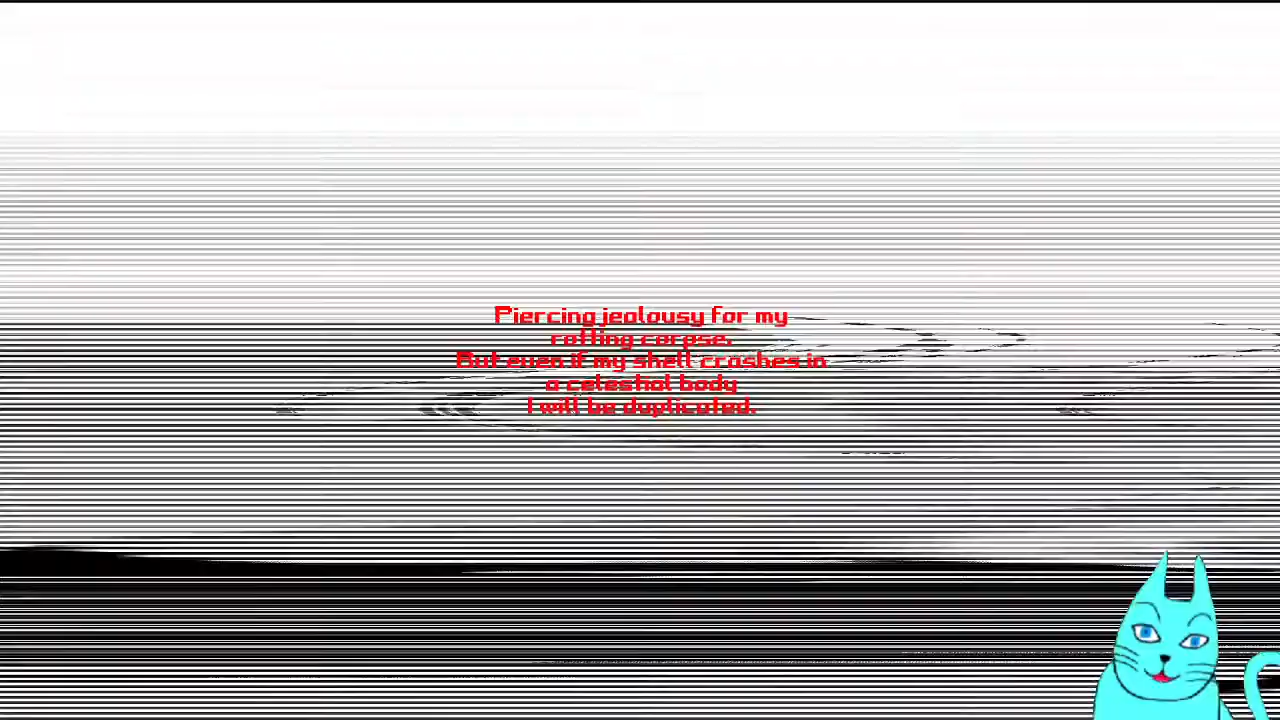 Piercing jealousy for my
rotting corpse.
But even if my shell crashes in
a celestial body
I will be duplicated.